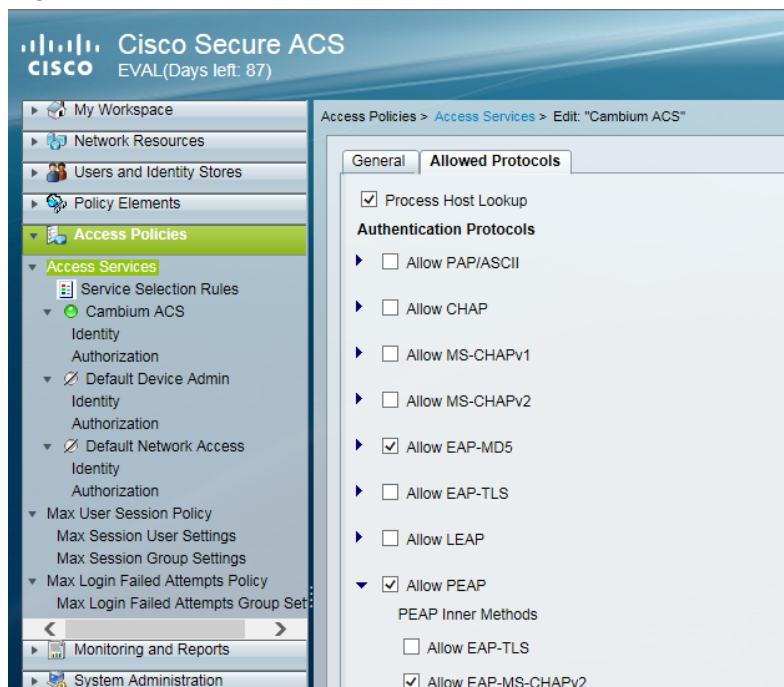 Cisco Secure ACS
CISCO
EVAL(Days left: 87)
My Workspace
Network Resources
Users and Identity Stores
Policy Elements
Access Policies
Access Services
Service Selection Rules
Cambium ACS
Identity
Authorization
Default Device Admin
Identity
Authorization
Default Network Access
Identity
Authorization
Max User Session Policy
Max Session User Settings
Max Session Group Settings
Max Login Failed Attempts Policy
Max Login Failed Attempts Group Set
Monitoring and Reports
System Administration
Access Policies > Access Services > Edit: "Cambium ACS"
General Allowed Protocols
Process Host Lookup
Authentication Protocols
Allow PAP/ASCII
Allow CHAP
Allow MS-CHAPv1
Allow MS-CHAPv2
Allow EAP-MD5
Allow EAP-TLS
Allow LEAP
Allow PEAP
PEAP Inner Methods
Allow EAP-TLS
Allow EAP-MS-CHAPv2